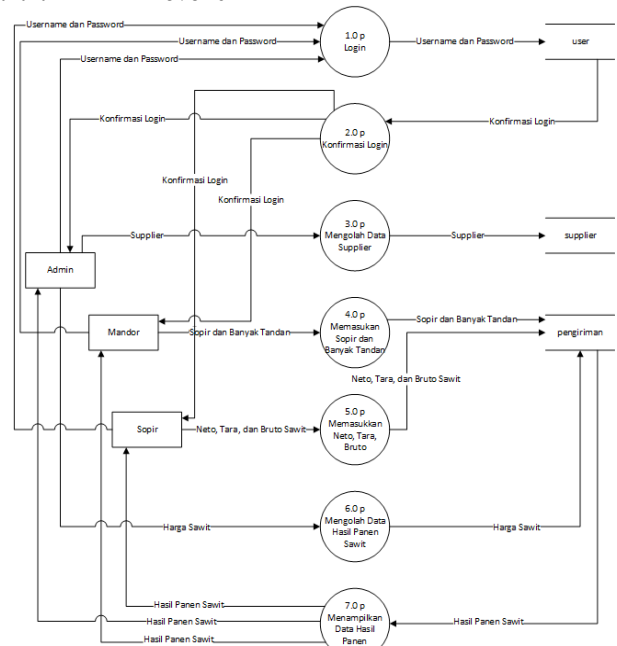 Username dan Password
1.0 p
Login
Username dan Password
Username dan Password
user
Username dan Password
Konfirmasi Login
2.0 p
Konfirmasi Login
Konfirmasi Login
Konfirmasi Login
Konfirmasi Login
3.0 p
Mengolah Data
Supplier
Supplier
Supplier
supplier
Admin
4.0 p
Memasukan
Sopir dan
Banyak Tandan
Sopir dan Banyak Tandan
Mandor
Sopir dan Banyak Tandan
pengiriman
Neto, Tara, dan Bruto Sawit
5.0 p
Memasukkan
Neto, Tara,
Bruto
Sopir
Neto, Tara, dan Bruto Sawit
6.0 p
Mengolah Data
Hasil Panen
Sawit
Harga Sawit
Harga Sawit
7.0 p
Menampilkan
Data Hasil
Panen
Hasil Panen Sawit
Hasil Panen Sawit
Hasil Panen Sawit
Hasil Panen Sawit